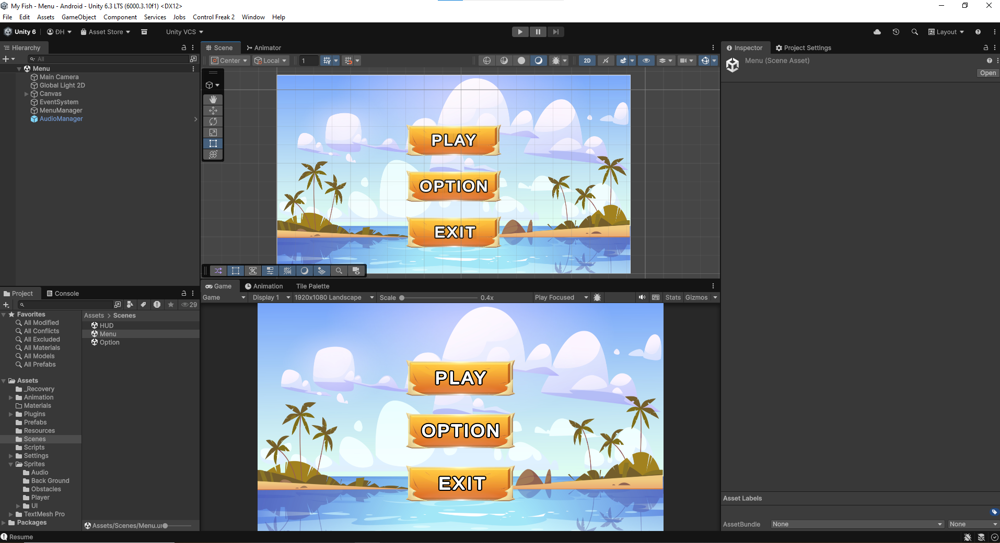 My Fish - Menu - Android - Unity 6.3 LTS (6000.3.10f1) <DX12>
File Edit Assets GameObject Component Services Jobs Control Freak 2 Window Help
Unity 6 ĐH Asset Store Unity VCS Layout
Hierarchy
All
Menu
Main Camera
Global Light 2D
Canvas
EventSystem
MenuManager
AudioManager
Scene Animator
Center Local 1 2D
PLAY
OPTION
EXIT
Inspector Project Settings
Menu (Scene Asset)
Open
Project Console
29
Favorites
All Modified
All Conflicts
All Excluded
All Materials
All Models
All Prefabs
Assets
_Recovery
Animation
Materials
Plugins
Prefabs
Resources
Scenes
Scripts
Settings
Sprites
Audio
Back Ground
Obstacles
Player
UI
TextMesh Pro
Packages
Assets > Scenes
HUD
Menu
Option
Assets/Scenes/Menu.u
Game Animation Tile Palette
Game Display 1 1920x1080 Landscape Scale 0.4x Play Focused Stats Gizmos
PLAY
OPTION
EXIT
Asset Labels
AssetBundle None None
Resume